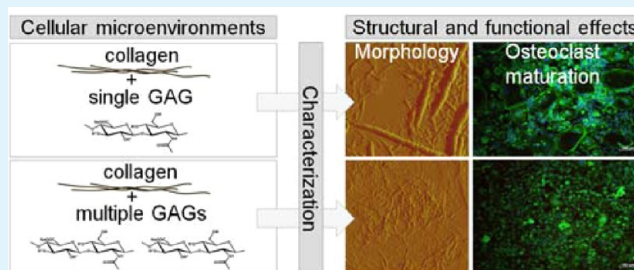 Cellular microenvironments
Structural and functional effects
collagen
+
single GAG
Characterization
Morphology
Osteoclast
maturation
collagen
+
multiple GAGs